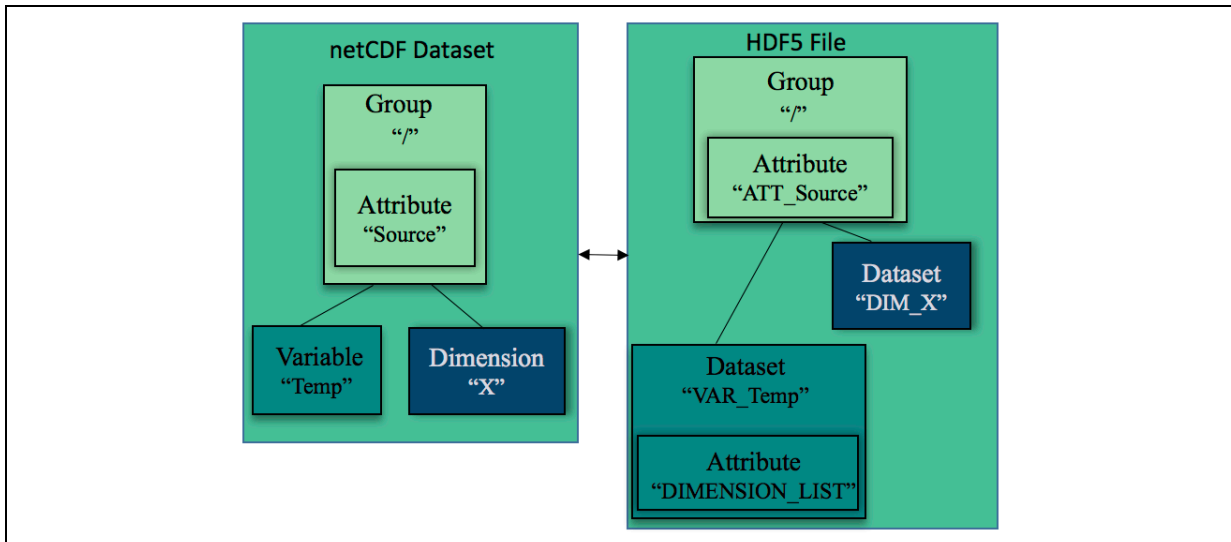 netCDF Dataset
Group
“/”
Attribute
“Source”
Variable
“Temp”
Dimension
“X”
HDF5 File
Group
“/”
Attribute
“ATT_Source”
Dataset
“DIM_X”
Dataset
“VAR_Temp”
Attribute
“DIMENSION_LIST”